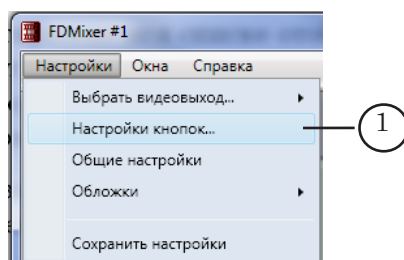 FDMixer #1
Настройки Окна Справка
Выбрать видеовыход...
Настройки кнопок...
1
Общие настройки
Обложки
Сохранить настройки